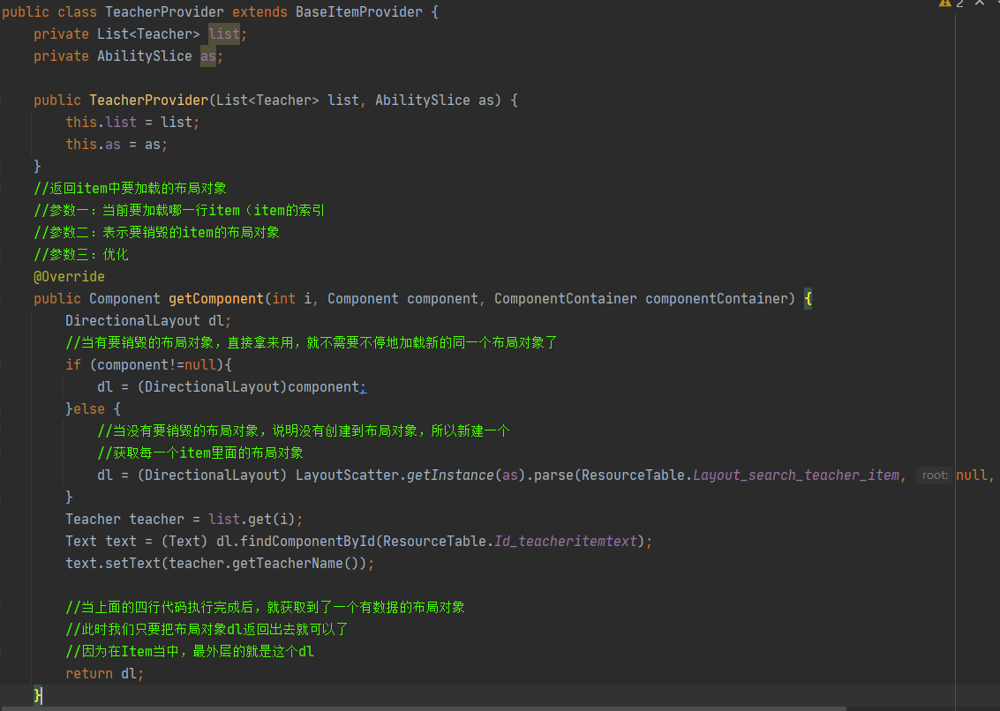 2
public class TeacherProvider extends BaseItemProvider {
    private List<Teacher> list;
    private AbilitySlice as;

    public TeacherProvider(List<Teacher> list, AbilitySlice as) {
        this.list = list;
        this.as = as;
    }
    //返回item中要加载的布局对象
    //参数一：当前要加载哪一行item（item的索引
    //参数二：表示要销毁的item的布局对象
    //参数三：优化
    @Override
    public Component getComponent(int i, Component component, ComponentContainer componentContainer) {
        DirectionalLayout dl;
        //当有要销毁的布局对象，直接拿来用，就不需要不停地加载新的同一个布局对象了
        if (component!=null){
            dl = (DirectionalLayout)component;
        }else {
            //当没有要销毁的布局对象，说明没有创建到布局对象，所以新建一个
            //获取每一个item里面的布局对象
            dl = (DirectionalLayout) LayoutScatter.getInstance(as).parse(ResourceTable.Layout_search_teacher_item, root: null,
        }
        Teacher teacher = list.get(i);
        Text text = (Text) dl.findComponentById(ResourceTable.Id_teacheritemtext);
        text.setText(teacher.getTeacherName());

        //当上面的四行代码执行完成后，就获取到了一个有数据的布局对象
        //此时我们只要把布局对象dl返回出去就可以了
        //因为在Item当中，最外层的就是这个dl
        return dl;
    }